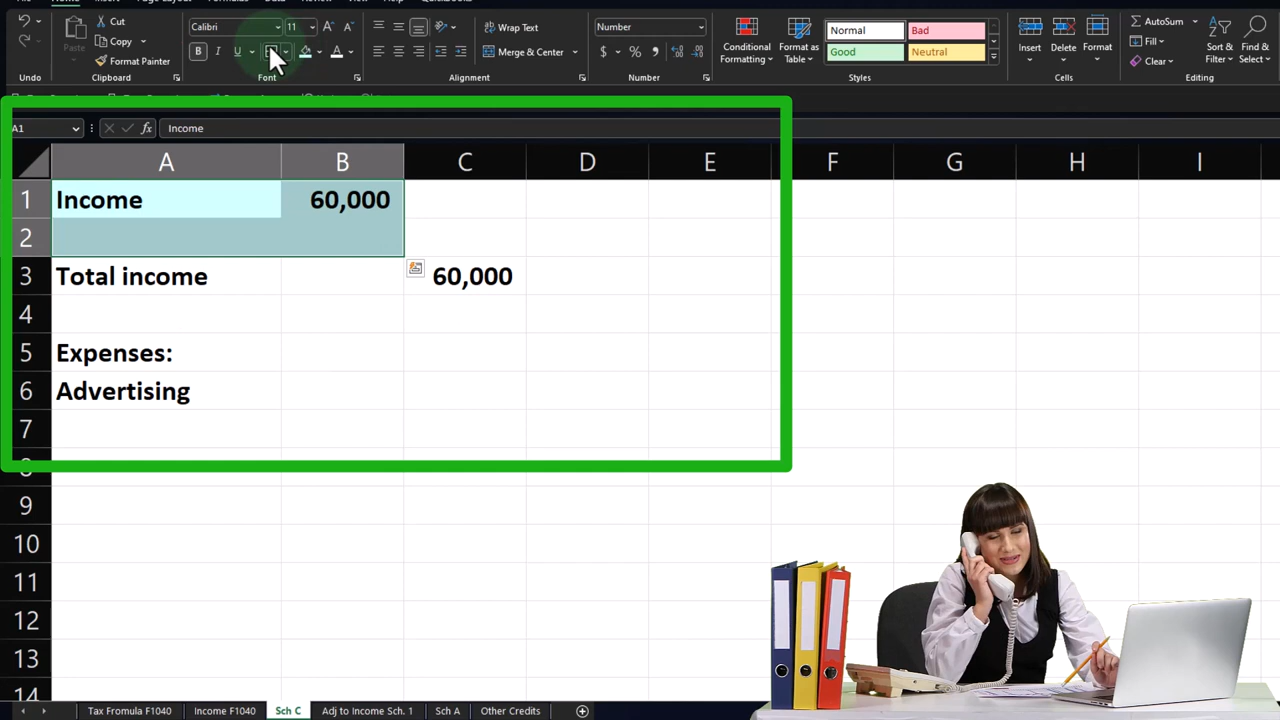 Cut
Copy
Format Painter
Paste
Undo
Clipboard
Calibri 11
B I U
Font
Wrap Text
Merge & Center
Alignment
Number
$ % ,
Number
Conditional
Formatting
Format as
Table
Normal Bad
Good Neutral
Styles
Insert
Delete
Format
Cells
AutoSum
Fill
Clear
Sort &
Filter
Find &
Select
Editing
A1 fx Income
A B C D E F G H I
1 Income 60,000
2
3 Total income 60,000
4
5 Expenses:
6 Advertising
7
8
9
10
11
12
13
14
Tax Fromula F1040 Income F1040 Sch C Adj to Income Sch. 1 Sch A Other Credits